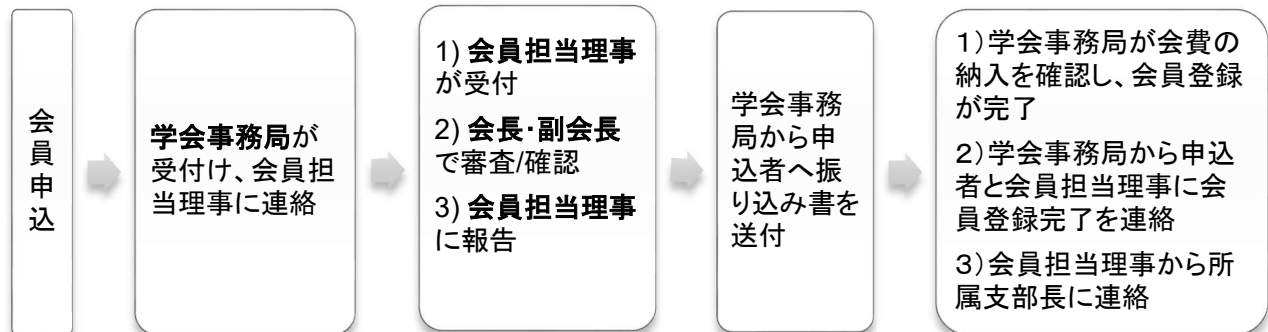 会員申込
学会事務局が
受付け、会員担
当理事に連絡
1) 会員担当理事
が受付
2) 会長・副会長
で審査/確認
3) 会員担当理事
に報告
学会事務
局から申
込者へ振
り込み書を
送付
１）学会事務局が会費の
納入を確認し、会員登録
が完了
２）学会事務局から申込
者と会員担当理事に会
員登録完了を連絡
３）会員担当理事から所
属支部長に連絡